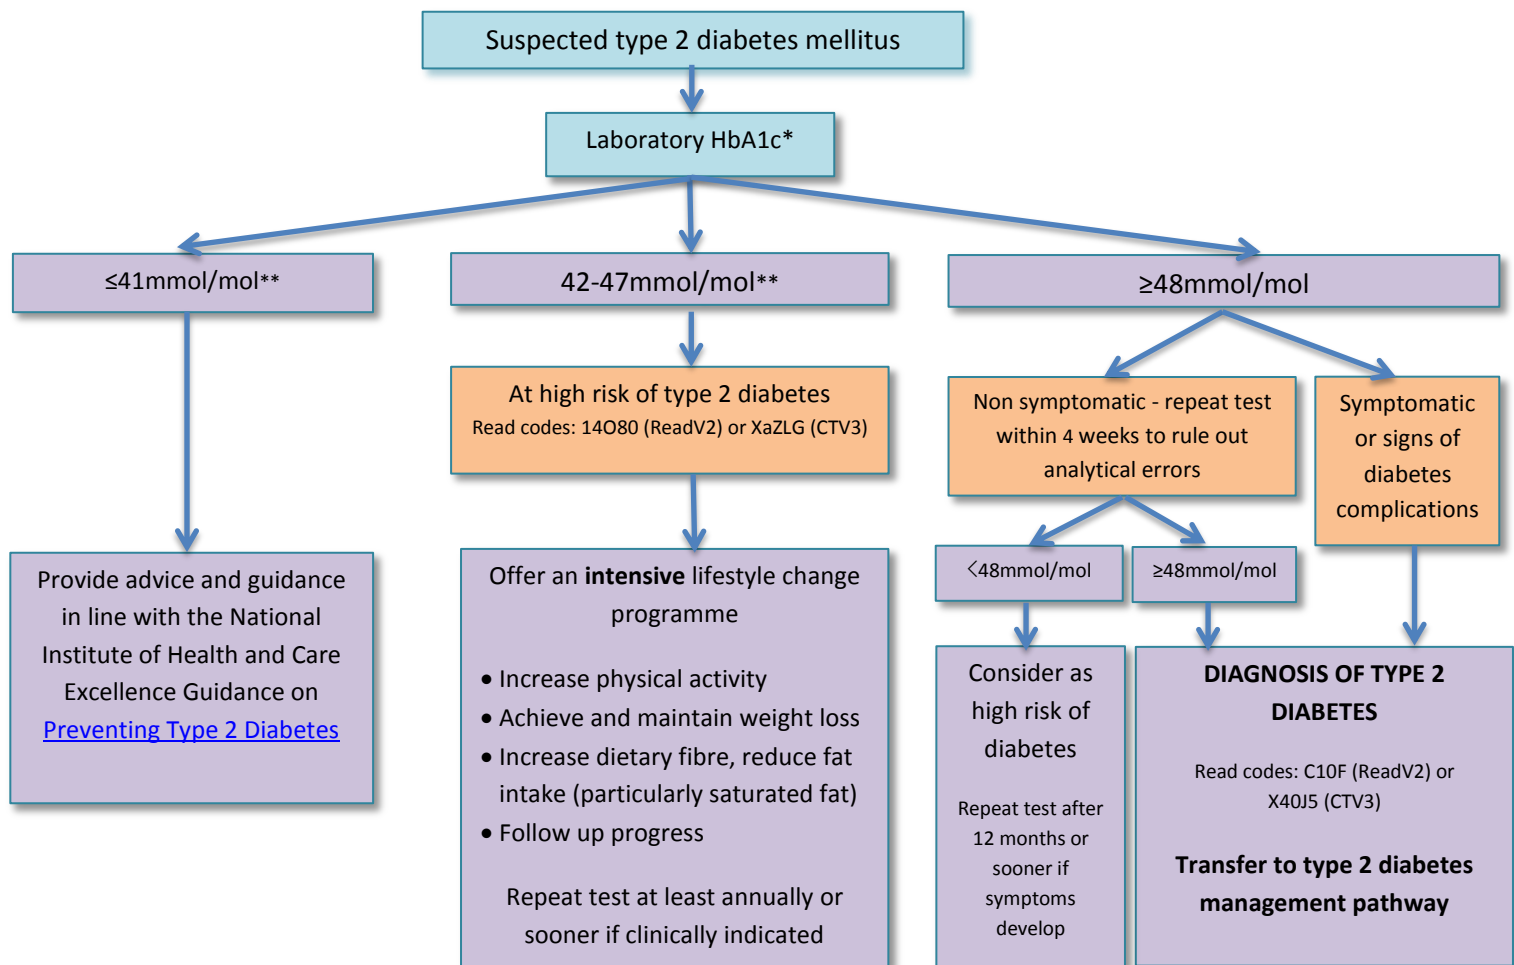 Suspected type 2 diabetes mellitus
Laboratory HbA1c*
≤41mmol/mol**
42-47mmol/mol**
≥48mmol/mol
At high risk of type 2 diabetes
Read codes: 14O80 (ReadV2) or XaZLG (CTV3)
Non symptomatic - repeat test
within 4 weeks to rule out
analytical errors
Symptomatic
or signs of
diabetes
complications
<48mmol/mol
≥48mmol/mol
Provide advice and guidance
in line with the National
Institute of Health and Care
Excellence Guidance on
Preventing Type 2 Diabetes
Offer an intensive lifestyle change
programme
• Increase physical activity
• Achieve and maintain weight loss
• Increase dietary fibre, reduce fat
intake (particularly saturated fat)
• Follow up progress
Repeat test at least annually or
sooner if clinically indicated
Consider as
high risk of
diabetes
Repeat test after
12 months or
sooner if
symptoms
develop
DIAGNOSIS OF TYPE 2
DIABETES
Read codes: C10F (ReadV2) or
X40J5 (CTV3)
Transfer to type 2 diabetes
management pathway